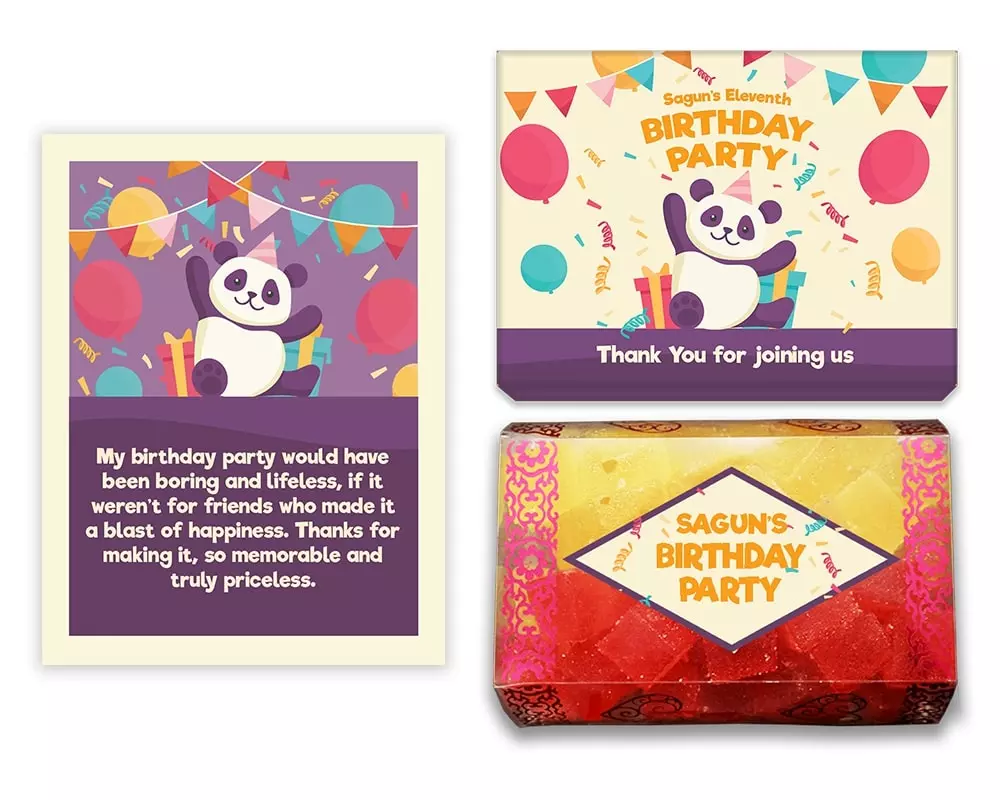 My birthday party would have
been boring and lifeless, if it
weren't for friends who made it
a blast of happiness. Thanks for
making it, so memorable and
truly priceless.
Sagun's Eleventh
BIRTHDAY
PARTY
Thank You for joining us
SAGUN'S
BIRTHDAY
PARTY